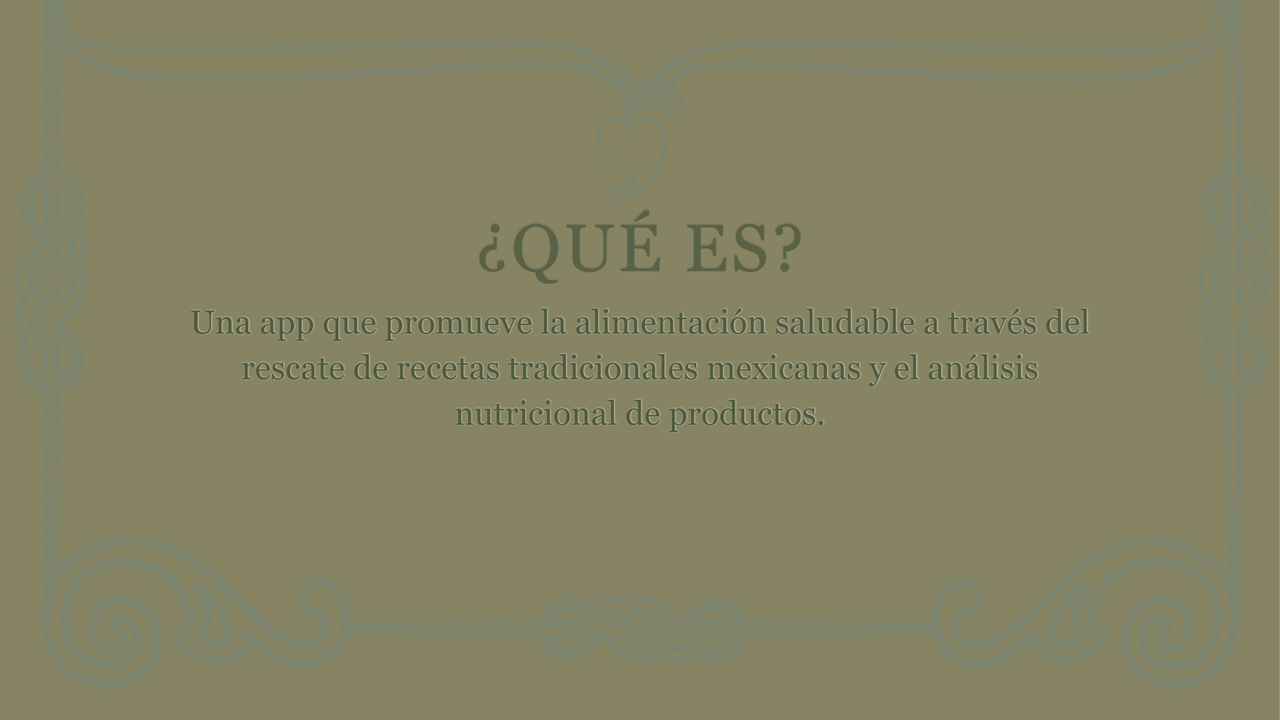 ¿QUÉ ES?
Una app que promueve la alimentación saludable a través del
rescate de recetas tradicionales mexicanas y el análisis
nutricional de productos.